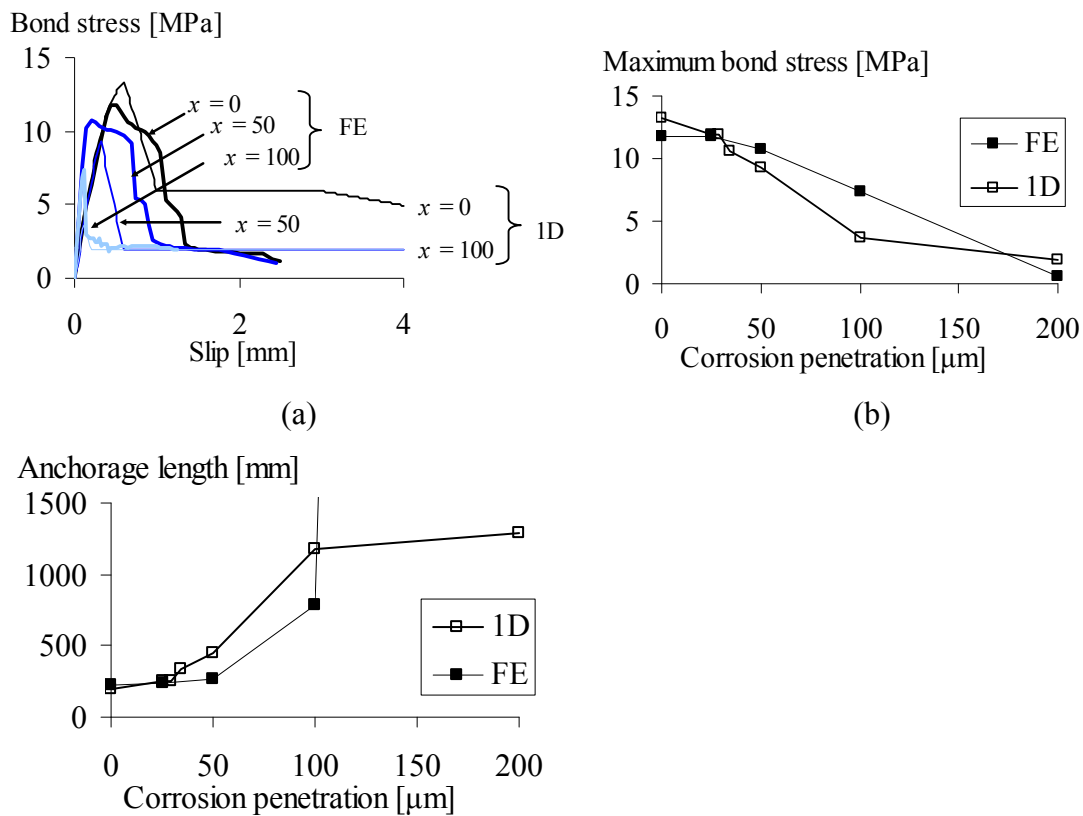 Bond stress [MPa]
15
10
5
0
0
2
4
Slip [mm]
x = 0
x = 50
x = 100
FE
x = 50
x = 0
x = 100
1D
(a)
Maximum bond stress [MPa]
15
10
5
0
0 50 100 150 200
Corrosion penetration [µm]
FE
1D
(b)
Anchorage length [mm]
1500
1000
500
0
0 50 100 150 200
Corrosion penetration [µm]
1D
FE